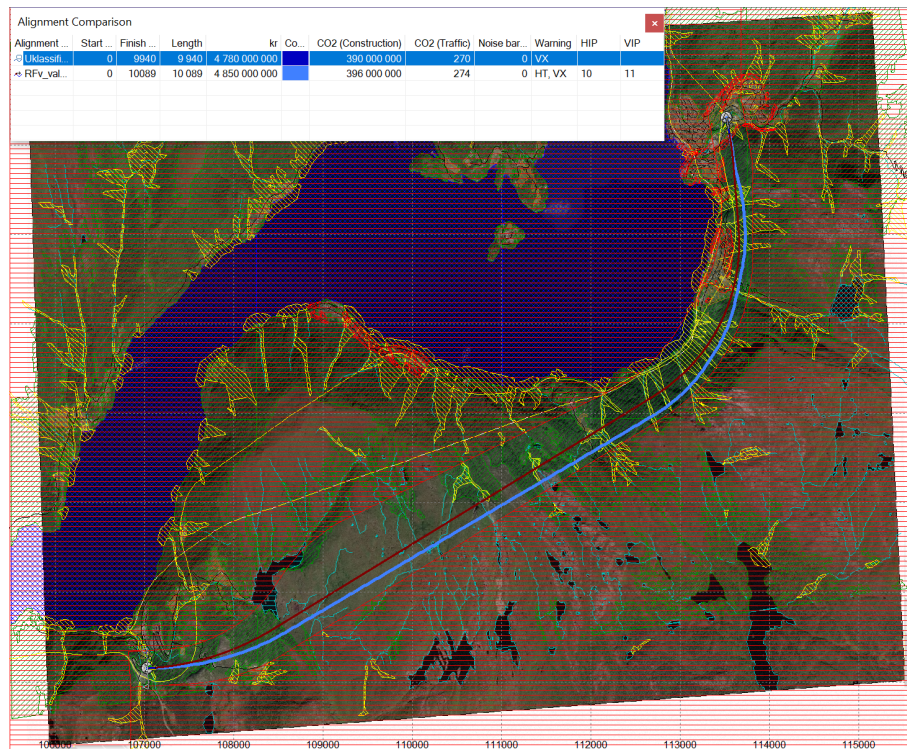 Alignment Comparison
Alignment ... Start ... Finish ... Length kr Co... CO2 (Construction) CO2 (Traffic) Noise bar... Warning HIP VIP
Uklassifi... 0 9940 9 940 4 780 000 000 390 000 000 270 0 VX
RFv_val... 0 10089 10 089 4 850 000 000 396 000 000 274 0 HT, VX 10 11
106000 107000 108000 109000 110000 111000 112000 113000 114000 115000